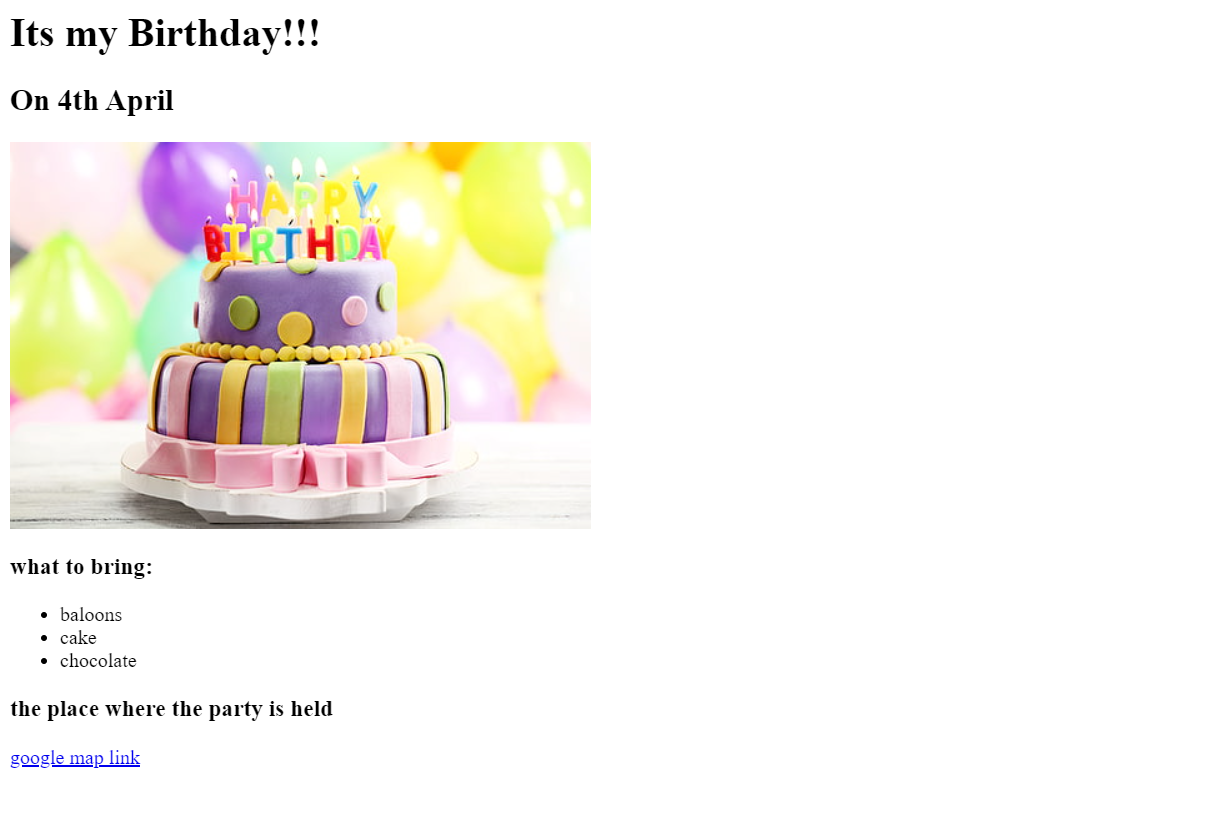 Its my Birthday!!!
On 4th April
HAPPY
BIRTHDAY
what to bring:
baloons
cake
chocolate
the place where the party is held
google map link